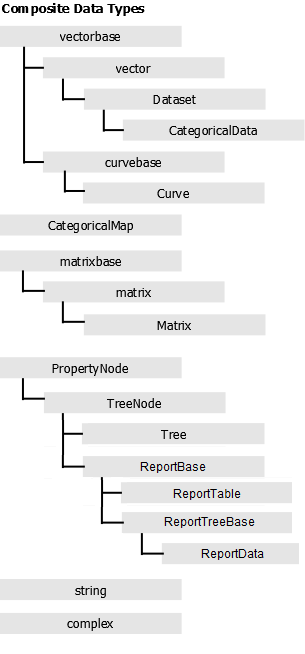 Composite Data Types
vectorbase
vector
Dataset
CategoricalData
curvebase
Curve
CategoricalMap
matrixbase
matrix
Matrix
PropertyNode
TreeNode
Tree
ReportBase
ReportTable
ReportTreeBase
ReportData
string
complex